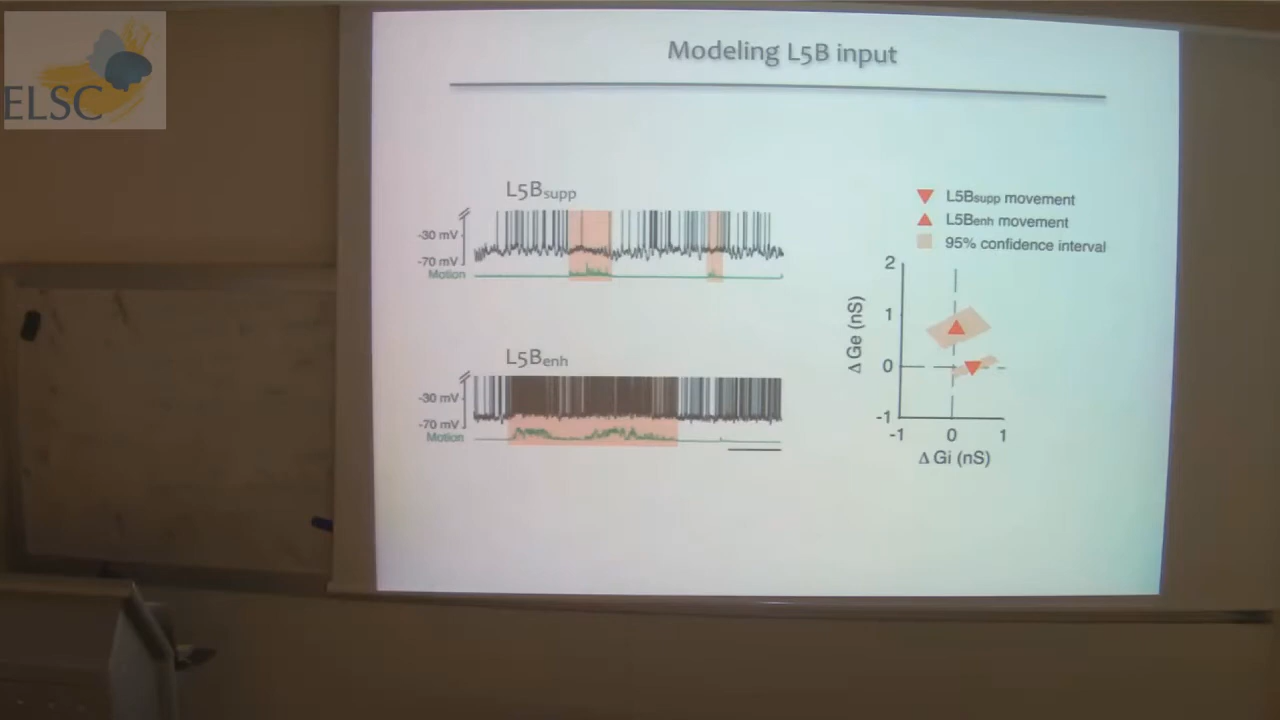 ELSC
Modeling L5B input
L5Bsupp
-30 mV
-70 mV
Motion
L5Benh
-30 mV
-70 mV
Motion
L5Bsupp movement
L5Benh movement
95% confidence interval
2
1
0
-1
Δ Ge (nS)
-1 0 1
Δ Gi (nS)